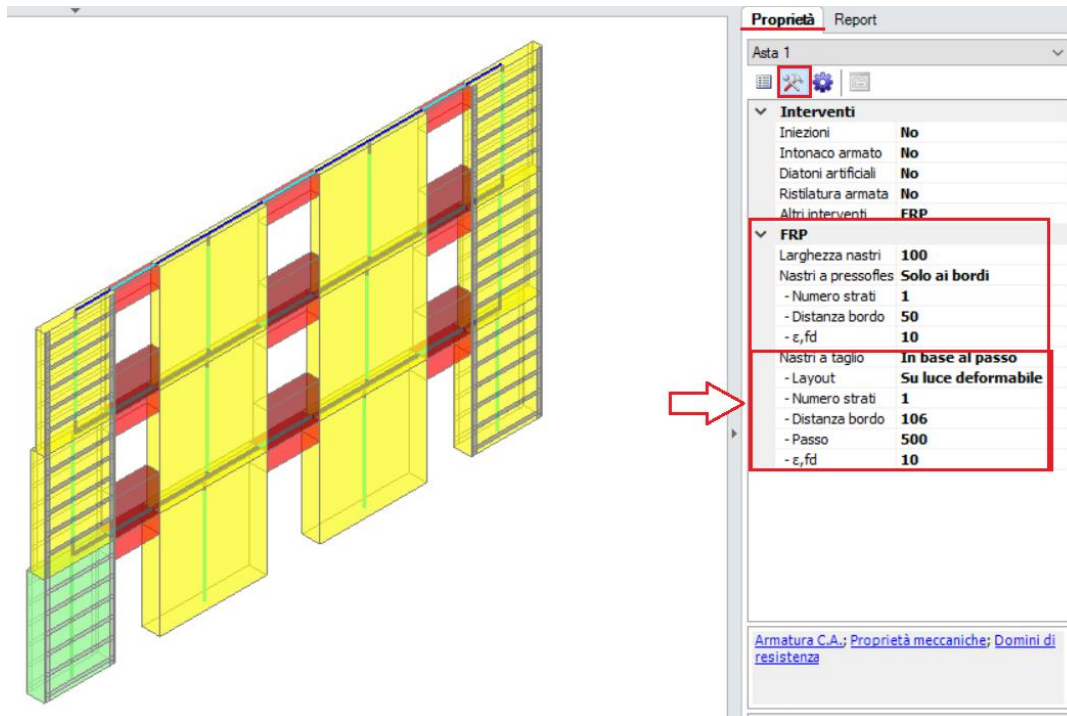 Proprietà Report
Asta 1
Interventi
Iniezioni No
Intonaco armato No
Diatoni artificiali No
Ristilatura armata No
Altri interventi FRP
FRP
Larghezza nastri 100
Nastri a pressofles Solo ai bordi
- Numero strati 1
- Distanza bordo 50
- ε,fd 10
Nastri a taglio In base al passo
- Layout Su luce deformabile
- Numero strati 1
- Distanza bordo 106
- Passo 500
- ε,fd 10
Armatura C.A.; Proprietà meccaniche; Domini di
resistenza